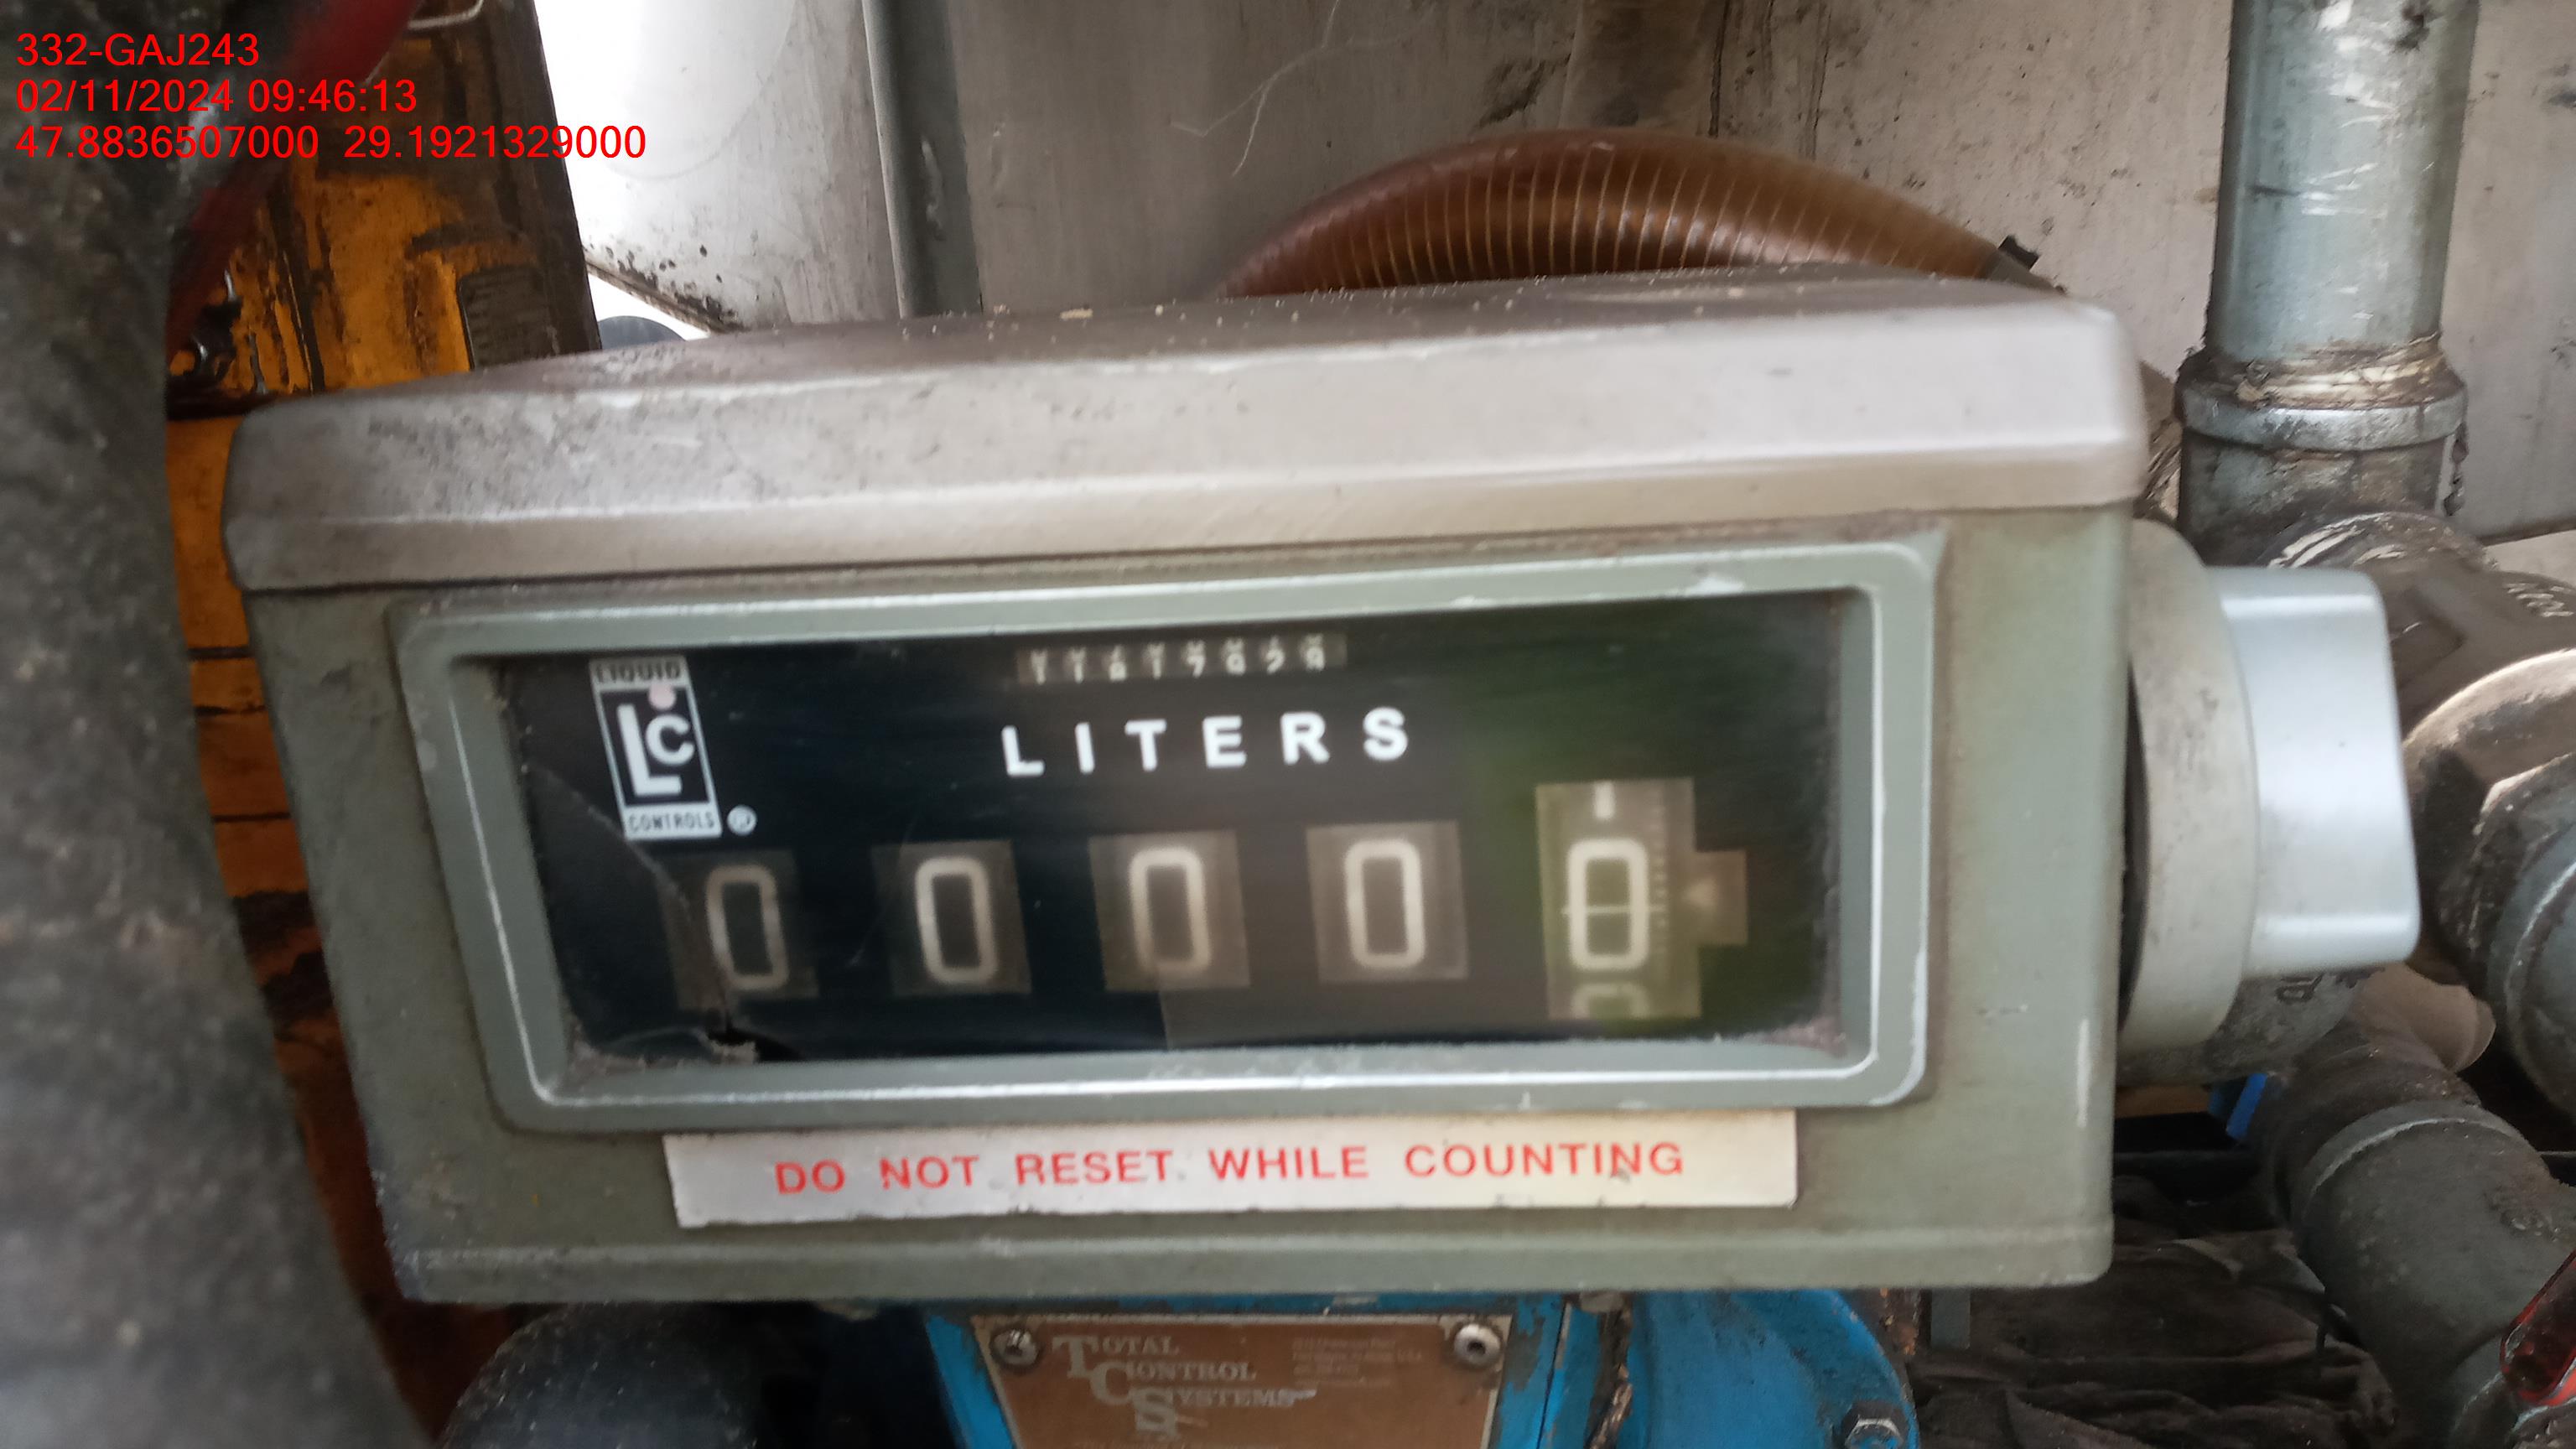 332-GAJ243
02/11/2024 09:46:13
47.8836507000 29.1921329000
LIQUID
LC
CONTROLS ®
LITERS
0 0 0 0 0
DO NOT RESET WHILE COUNTING
TOTAL
CONTROL
SYSTEMS